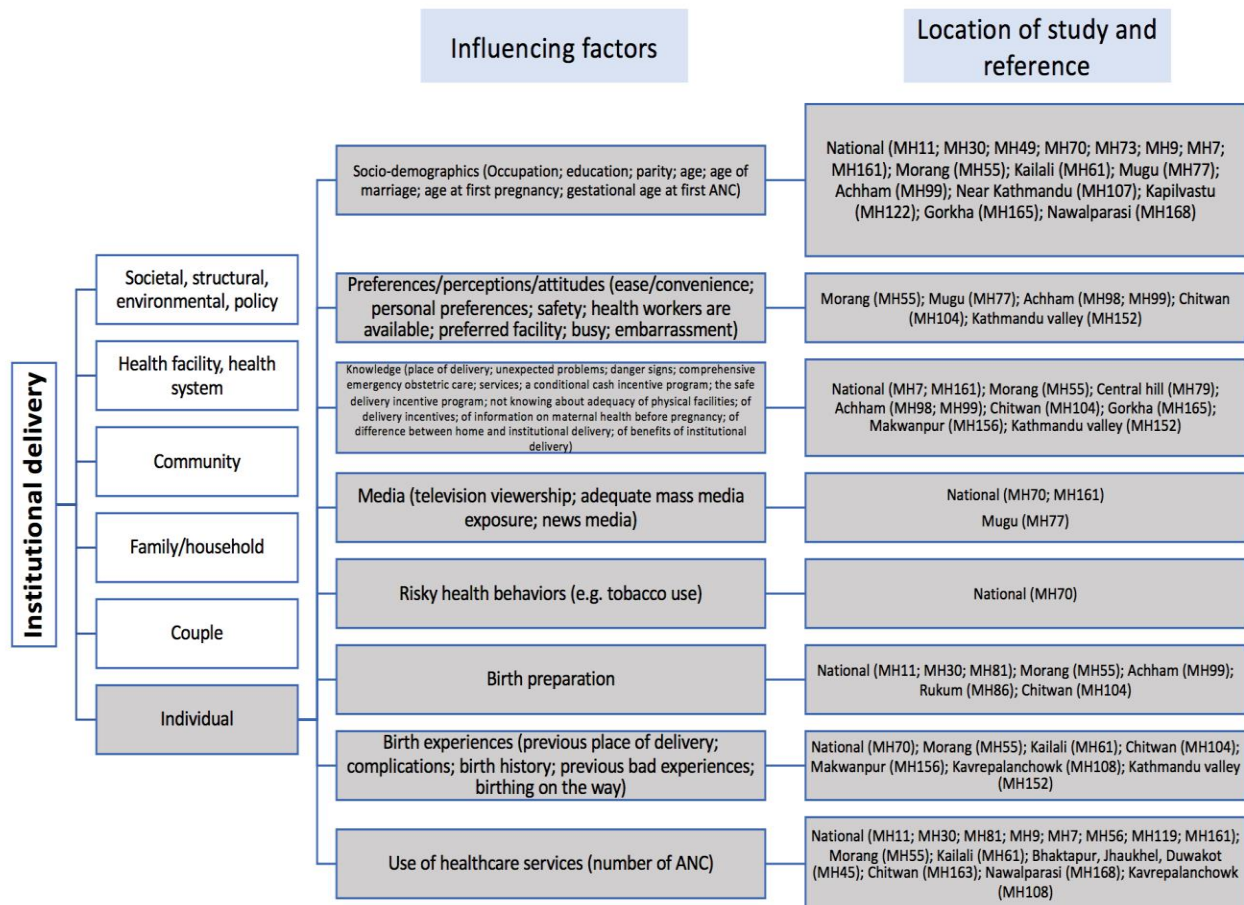 Influencing factors
Location of study and
reference
Institutional delivery
Societal, structural,
environmental, policy
Health facility, health
system
Community
Family/household
Couple
Individual
Socio-demographics (Occupation; education; parity; age; age of
marriage; age at first pregnancy; gestational age at first ANC)
National (MH11; MH30; MH49; MH70; MH73; MH9; MH7;
MH161); Morang (MH55); Kailali (MH61); Mugu (MH77);
Achham (MH99); Near Kathmandu (MH107); Kapilvastu
(MH122); Gorkha (MH165); Nawalparasi (MH168)
Preferences/perceptions/attitudes (ease/convenience;
personal preferences; safety; health workers are
available; preferred facility; busy; embarrassment)
Morang (MH55); Mugu (MH77); Achham (MH98; MH99); Chitwan
(MH104); Kathmandu valley (MH152)
Knowledge (place of delivery; unexpected problems; danger signs; comprehensive
emergency obstetric care; services; a conditional cash incentive program; the safe
delivery incentive program; not knowing about adequacy of physical facilities; of
delivery incentives; of information on maternal health before pregnancy; of
difference between home and institutional delivery; of benefits of institutional
delivery)
National (MH7; MH161); Morang (MH55); Central hill (MH79);
Achham (MH98; MH99); Chitwan (MH104); Gorkha (MH165);
Makwanpur (MH156); Kathmandu valley (MH152)
Media (television viewership; adequate mass media
exposure; news media)
National (MH70; MH161)
Mugu (MH77)
Risky health behaviors (e.g. tobacco use)
National (MH70)
Birth preparation
National (MH11; MH30; MH81); Morang (MH55); Achham (MH99);
Rukum (MH86); Chitwan (MH104)
Birth experiences (previous place of delivery;
complications; birth history; previous bad experiences;
birthing on the way)
National (MH70); Morang (MH55); Kailali (MH61); Chitwan (MH104);
Makwanpur (MH156); Kavrepalanchowk (MH108); Kathmandu valley
(MH152)
Use of healthcare services (number of ANC)
National (MH11; MH30; MH81; MH9; MH7; MH56; MH119; MH161);
Morang (MH55); Kailali (MH61); Bhaktapur, Jhaukhel, Duwakot
(MH45); Chitwan (MH163); Nawalparasi (MH168); Kavrepalanchowk
(MH108)